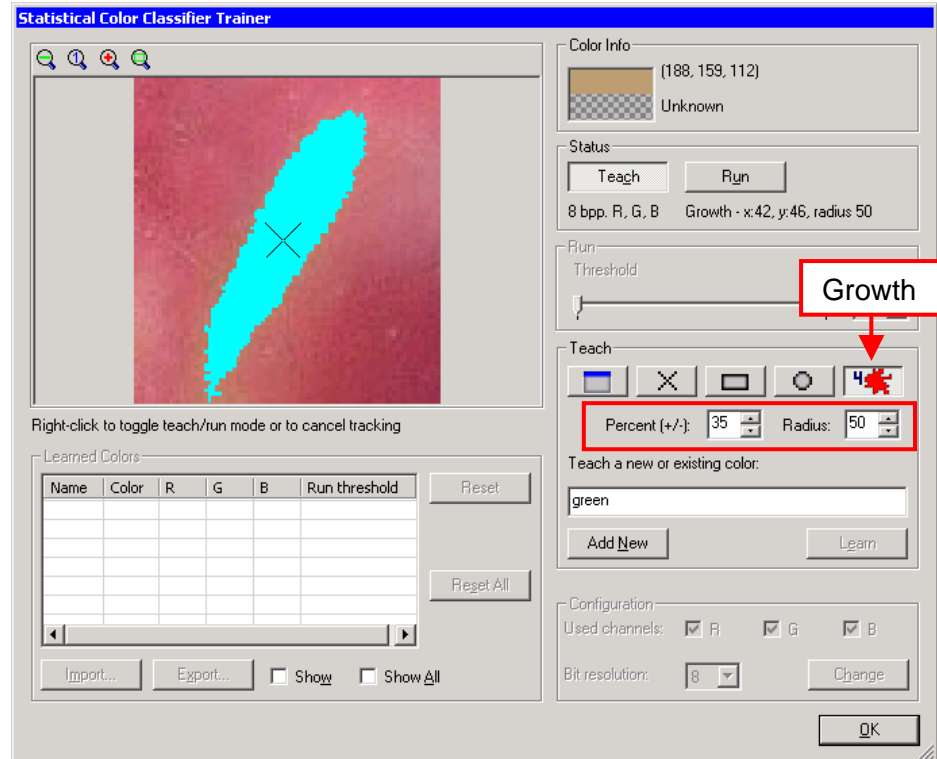 Statistical Color Classifier Trainer
Color Info
(188, 159, 112)
Unknown
Status
Teach Run
8 bpp. R, G, B Growth - x:42, y:46, radius 50
Run
Threshold
Growth
Teach
4
Percent (+/-): 35 Radius: 50
Teach a new or existing color:
green
Add New Learn
Right-click to toggle teach/run mode or to cancel tracking
Learned Colors
Name Color R G B Run threshold
Reset
Reset All
Import... Export... Show Show All
Configuration
Used channels: R G B
Bit resolution: 8 Change
OK